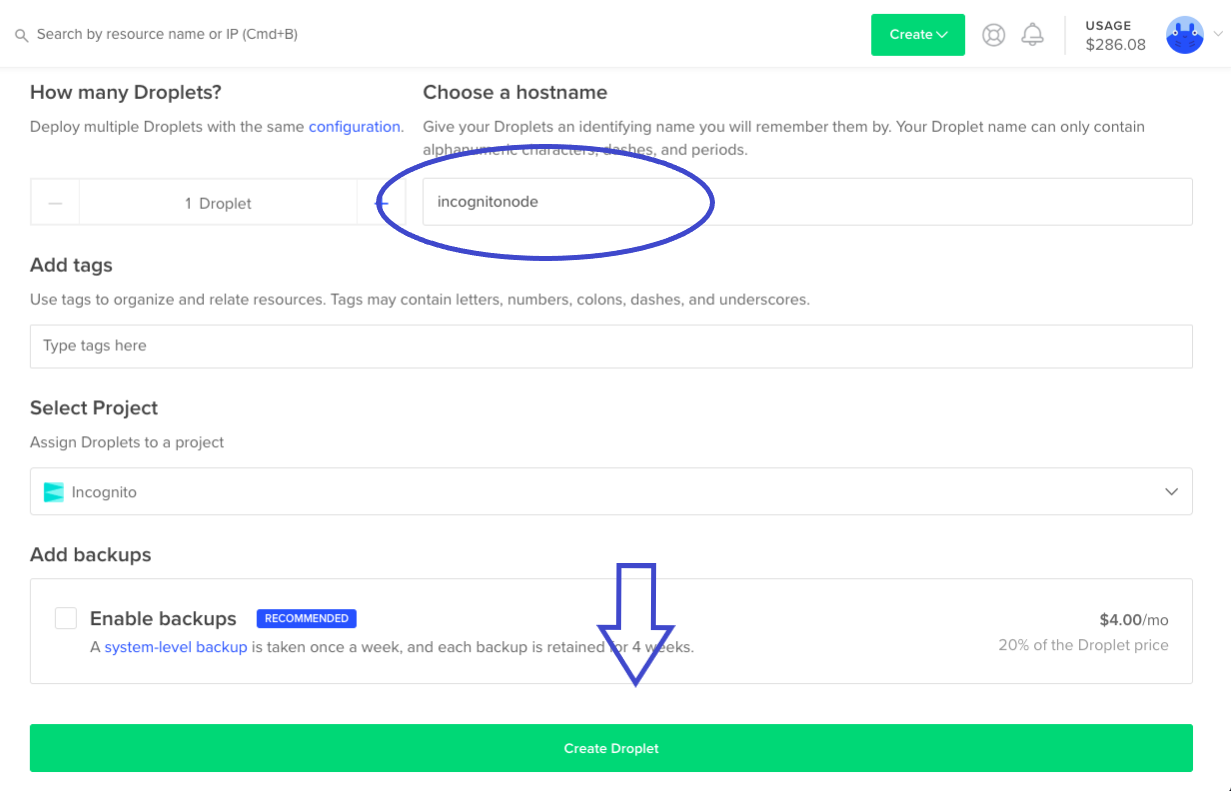 Search by resource name or IP (Cmd+B)
Create
USAGE
$286.08
How many Droplets?
Deploy multiple Droplets with the same configuration.
Choose a hostname
Give your Droplets an identifying name you will remember them by. Your Droplet name can only contain
alphanumeric characters, dashes, and periods.
1 Droplet
incognitonode
Add tags
Use tags to organize and relate resources. Tags may contain letters, numbers, colons, dashes, and underscores.
Type tags here
Select Project
Assign Droplets to a project
Incognito
Add backups
Enable backups RECOMMENDED
$4.00/mo
A system-level backup is taken once a week, and each backup is retained for 4 weeks.
20% of the Droplet price
Create Droplet